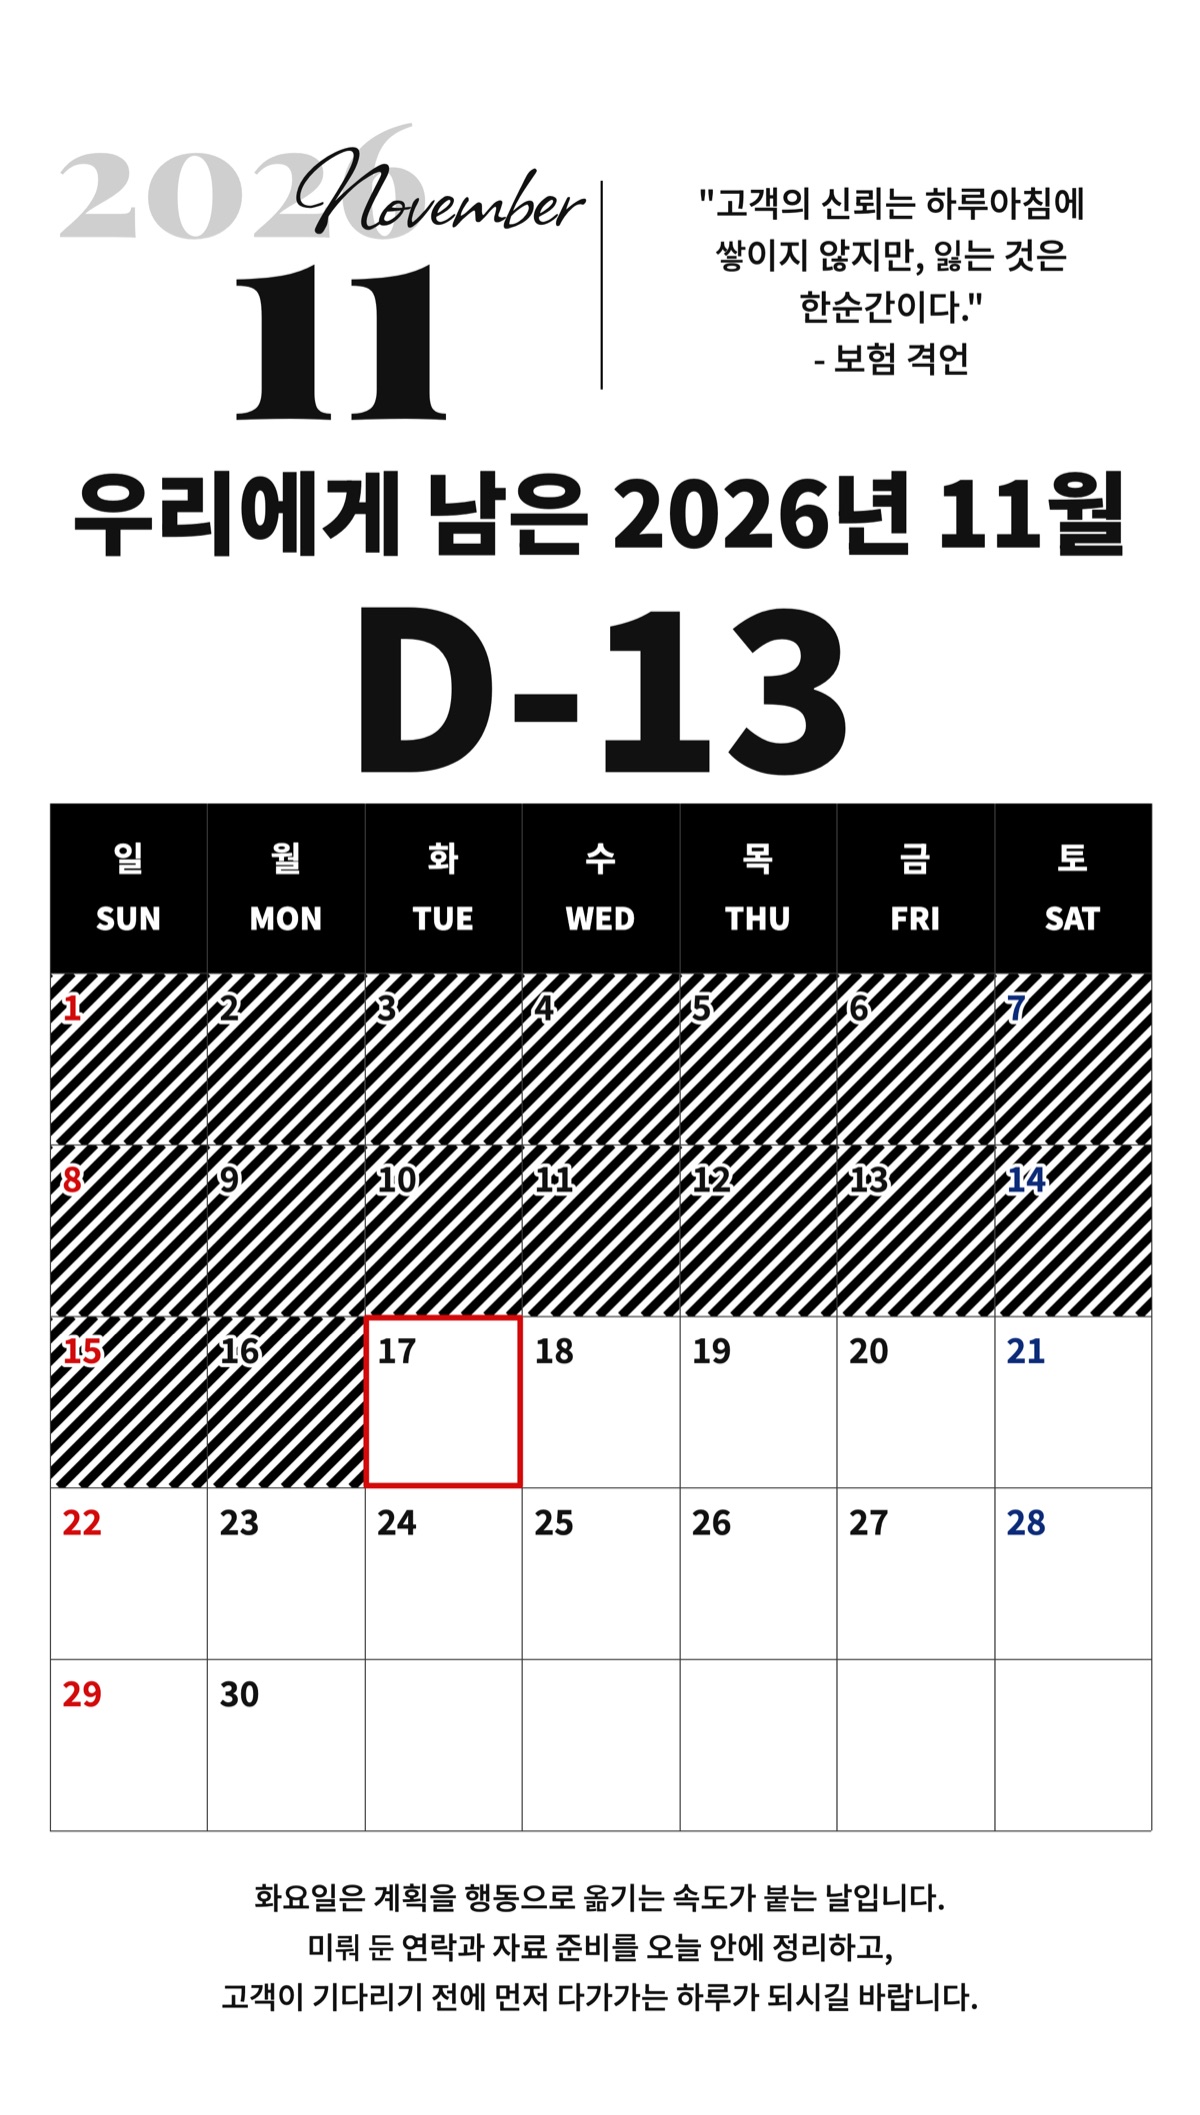 2026
November
11
"고객의 신뢰는 하루아침에
쌓이지 않지만, 잃는 것은
한순간이다."
- 보험 격언
우리에게 남은 2026년 11월
D-13
일 월 화 수 목 금 토
SUN MON TUE WED THU FRI SAT
1 2 3 4 5 6 7
8 9 10 11 12 13 14
15 16 17 18 19 20 21
22 23 24 25 26 27 28
29 30
화요일은 계획을 행동으로 옮기는 속도가 붙는 날입니다.
미뤄 둔 연락과 자료 준비를 오늘 안에 정리하고,
고객이 기다리기 전에 먼저 다가가는 하루가 되시길 바랍니다.